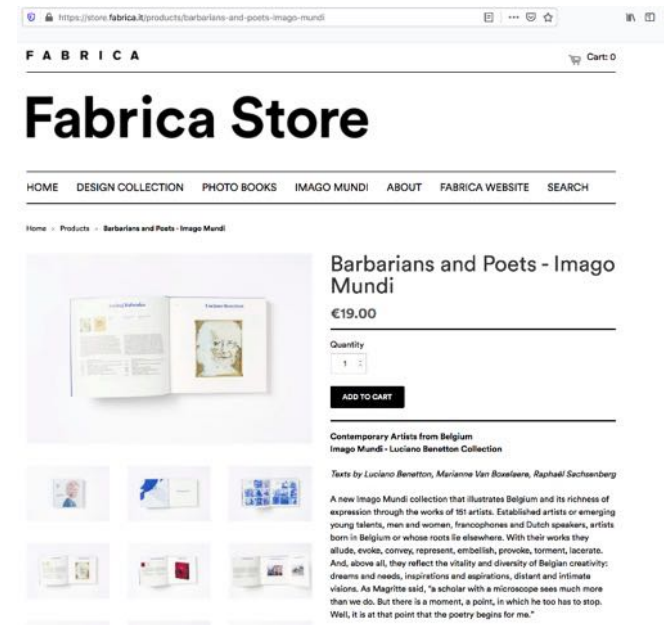 https://store.fabrica.it/products/barbarians-and-poets-imago-mundi
FABRICA
Cart: 0
Fabrica Store
HOME DESIGN COLLECTION PHOTO BOOKS IMAGO MUNDI ABOUT FABRICA WEBSITE SEARCH
Home › Products › Barbarians and Poets - Imago Mundi
Barbarians and Poets - Imago
Mundi
€19.00
Quantity
1
ADD TO CART
Contemporary Artists from Belgium
Imago Mundi - Luciano Benetton Collection
Texts by Luciano Benetton, Marianne Van Boxelaere, Raphaël Sachsenberg
A new Imago Mundi collection that illustrates Belgium and its richness of
expression through the works of 161 artists. Established artists or emerging
young talents, men and women, francophones and Dutch speakers, artists
born in Belgium or whose roots lie elsewhere. With their works they
allude, evoke, convey, represent, embellish, provoke, torment, lacerate.
And, above all, they reflect the vitality and diversity of Belgian creativity:
dreams and needs, inspirations and aspirations, distant and intimate
visions. As Magritte said, "a scholar with a microscope sees much more
than we do. But there is a moment, a point, in which he too has to stop.
Well, it is at that point that the poetry begins for me."